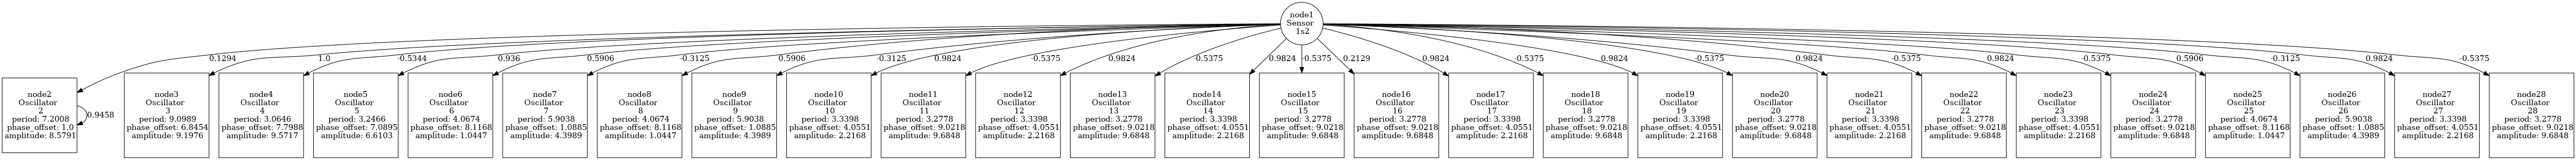 node1
Sensor
1s2
0.1294
1.0
-0.5344
0.936
0.5906
-0.3125
0.5906
-0.3125
0.9824
-0.5375
0.9824
-0.5375
0.9824
-0.5375
0.2129
0.9824
-0.5375
0.9824
-0.5375
0.9824
-0.5375
0.9824
-0.5375
0.5906
-0.3125
0.9824
-0.5375
node2
Oscillator
2
period: 7.2008
phase_offset: 1.0
amplitude: 8.5791
0.9458
node3
Oscillator
3
period: 9.0989
phase_offset: 6.8454
amplitude: 9.1976
node4
Oscillator
4
period: 3.0646
phase_offset: 7.7988
amplitude: 9.5717
node5
Oscillator
5
period: 3.2466
phase_offset: 7.0895
amplitude: 6.6103
node6
Oscillator
6
period: 4.0674
phase_offset: 8.1168
amplitude: 1.0447
node7
Oscillator
7
period: 5.9038
phase_offset: 1.0885
amplitude: 4.3989
node8
Oscillator
8
period: 4.0674
phase_offset: 8.1168
amplitude: 1.0447
node9
Oscillator
9
period: 5.9038
phase_offset: 1.0885
amplitude: 4.3989
node10
Oscillator
10
period: 3.3398
phase_offset: 4.0551
amplitude: 2.2168
node11
Oscillator
11
period: 3.2778
phase_offset: 9.0218
amplitude: 9.6848
node12
Oscillator
12
period: 3.3398
phase_offset: 4.0551
amplitude: 2.2168
node13
Oscillator
13
period: 3.2778
phase_offset: 9.0218
amplitude: 9.6848
node14
Oscillator
14
period: 3.3398
phase_offset: 4.0551
amplitude: 2.2168
node15
Oscillator
15
period: 3.2778
phase_offset: 9.0218
amplitude: 9.6848
node16
Oscillator
16
period: 3.2778
phase_offset: 9.0218
amplitude: 9.6848
node17
Oscillator
17
period: 3.3398
phase_offset: 4.0551
amplitude: 2.2168
node18
Oscillator
18
period: 3.2778
phase_offset: 9.0218
amplitude: 9.6848
node19
Oscillator
19
period: 3.3398
phase_offset: 4.0551
amplitude: 2.2168
node20
Oscillator
20
period: 3.2778
phase_offset: 9.0218
amplitude: 9.6848
node21
Oscillator
21
period: 3.3398
phase_offset: 4.0551
amplitude: 2.2168
node22
Oscillator
22
period: 3.2778
phase_offset: 9.0218
amplitude: 9.6848
node23
Oscillator
23
period: 3.3398
phase_offset: 4.0551
amplitude: 2.2168
node24
Oscillator
24
period: 3.2778
phase_offset: 9.0218
amplitude: 9.6848
node25
Oscillator
25
period: 4.0674
phase_offset: 8.1168
amplitude: 1.0447
node26
Oscillator
26
period: 5.9038
phase_offset: 1.0885
amplitude: 4.3989
node27
Oscillator
27
period: 3.3398
phase_offset: 4.0551
amplitude: 2.2168
node28
Oscillator
28
period: 3.2778
phase_offset: 9.0218
amplitude: 9.6848